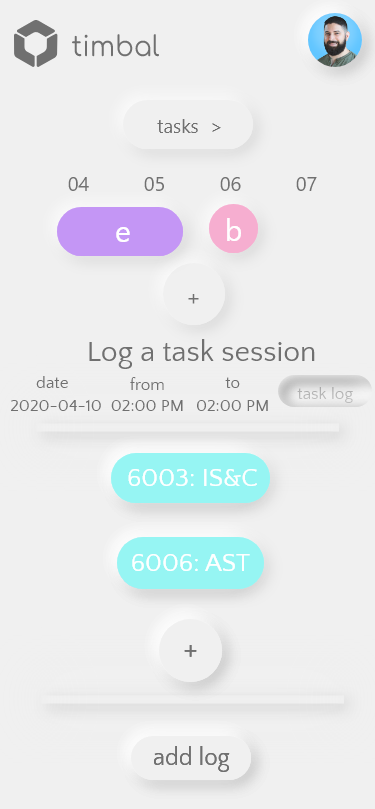 timbal
tasks >
04 05 06 07
e b
+
Log a task session
date from to
2020-04-10 02:00 PM 02:00 PM task log
6003: IS&C
6006: AST
+
add log